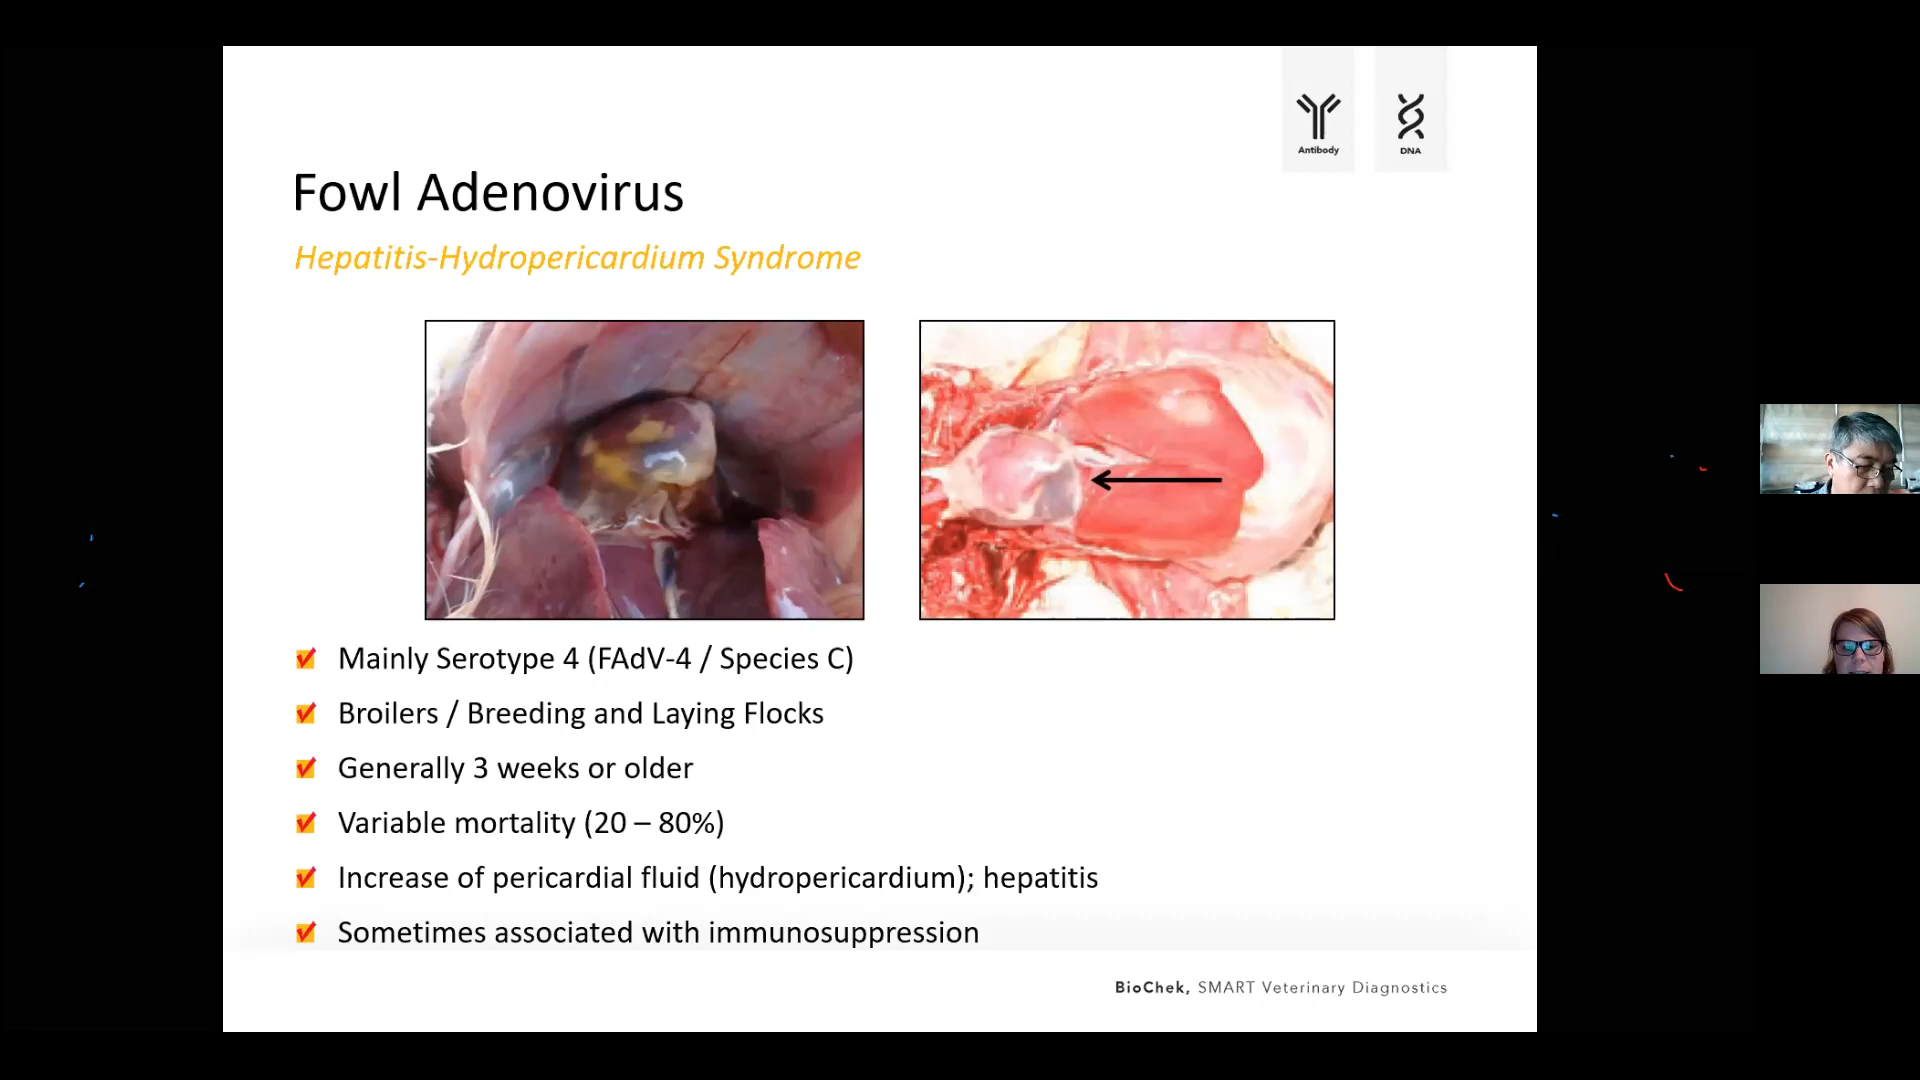 Antibody
DNA
Fowl Adenovirus
Hepatitis-Hydropericardium Syndrome
Mainly Serotype 4 (FAdV-4 / Species C)
Broilers / Breeding and Laying Flocks
Generally 3 weeks or older
Variable mortality (20 – 80%)
Increase of pericardial fluid (hydropericardium); hepatitis
Sometimes associated with immunosuppression
BioChek, SMART Veterinary Diagnostics